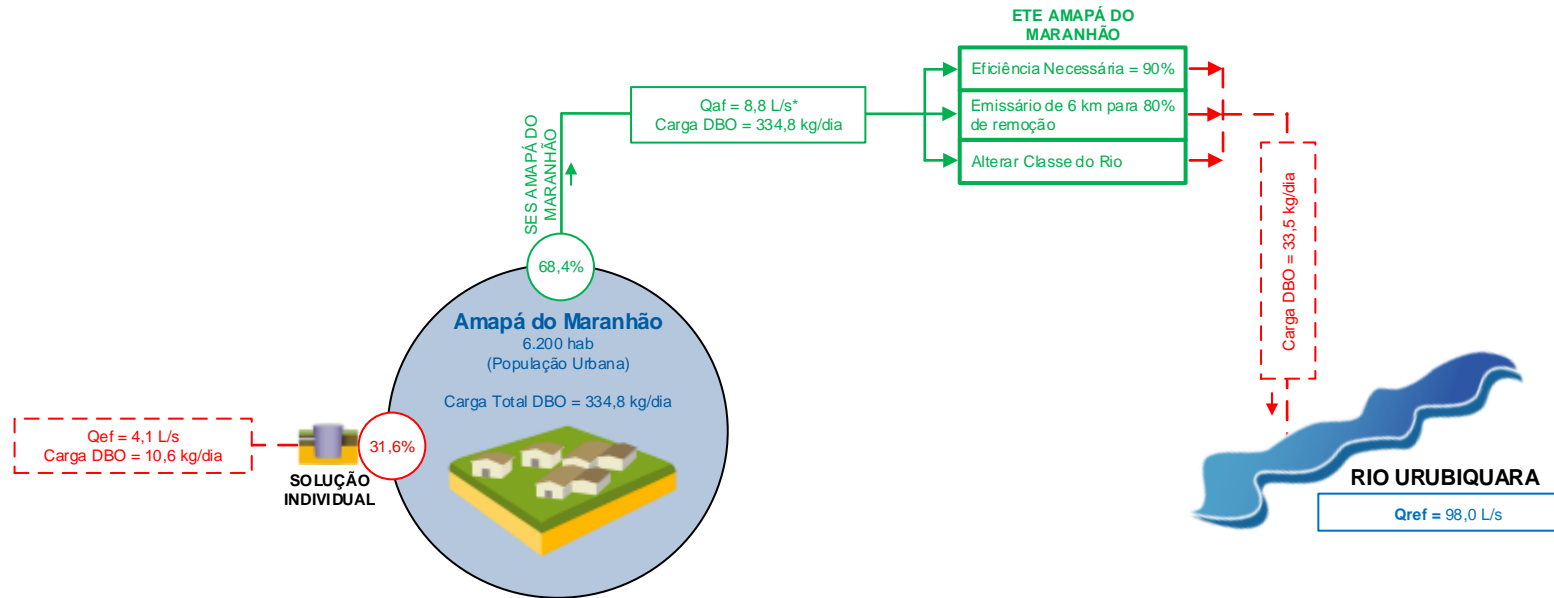 ETE AMAPÁ DO
MARANHÃO
Eficiência Necessária = 90%
Emissário de 6 km para 80%
de remoção
Alterar Classe do Rio
Qaf = 8,8 L/s*
Carga DBO = 334,8 kg/dia
SES AMAPÁ DO
MARANHÃO
68,4%
Amapá do Maranhão
6.200 hab
(População Urbana)
Carga Total DBO = 334,8 kg/dia
31,6%
Qef = 4,1 L/s
Carga DBO = 10,6 kg/dia
SOLUÇÃO
INDIVIDUAL
Carga DBO = 33,5 kg/dia
RIO URUBIQUARA
Qref = 98,0 L/s